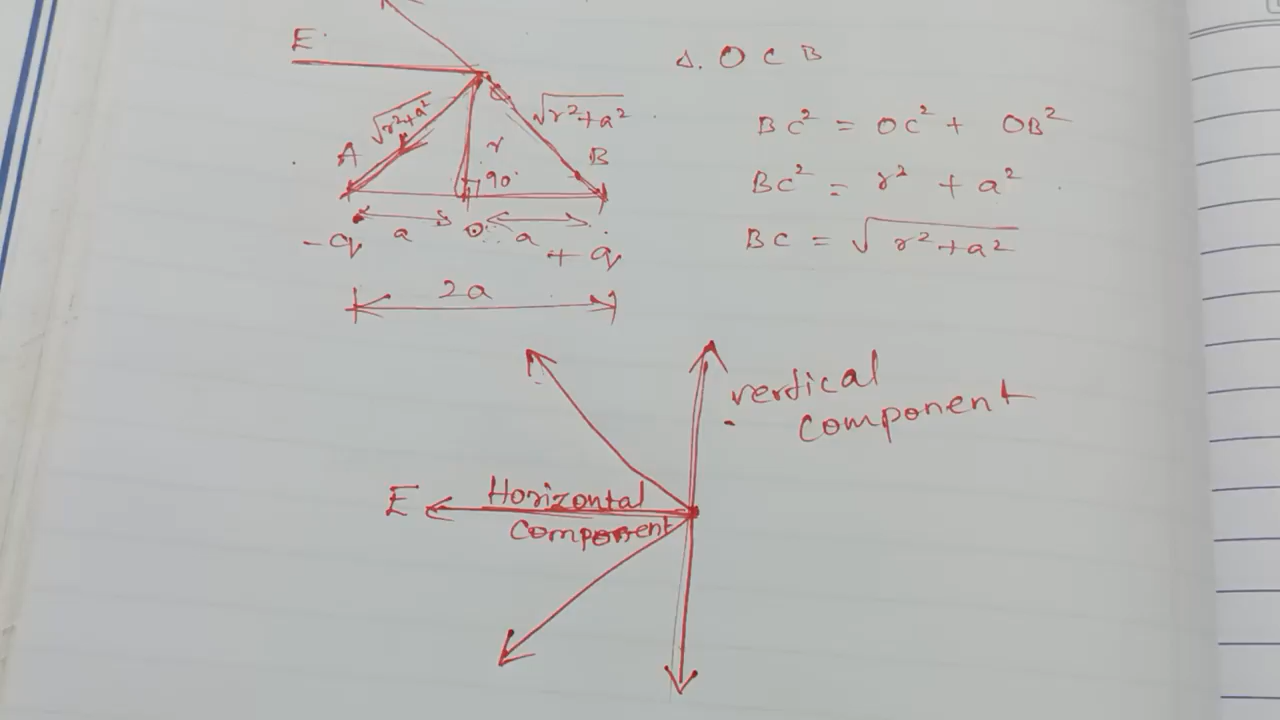 E
Δ. O C B
√r²+a²
√r²+a²
BC² = OC² + OB²
A
r
B
90°
BC² = r² + a²
a
O
a
-q
+q
BC = √r²+a²
2a
vertical
component
E
Horizontal
component